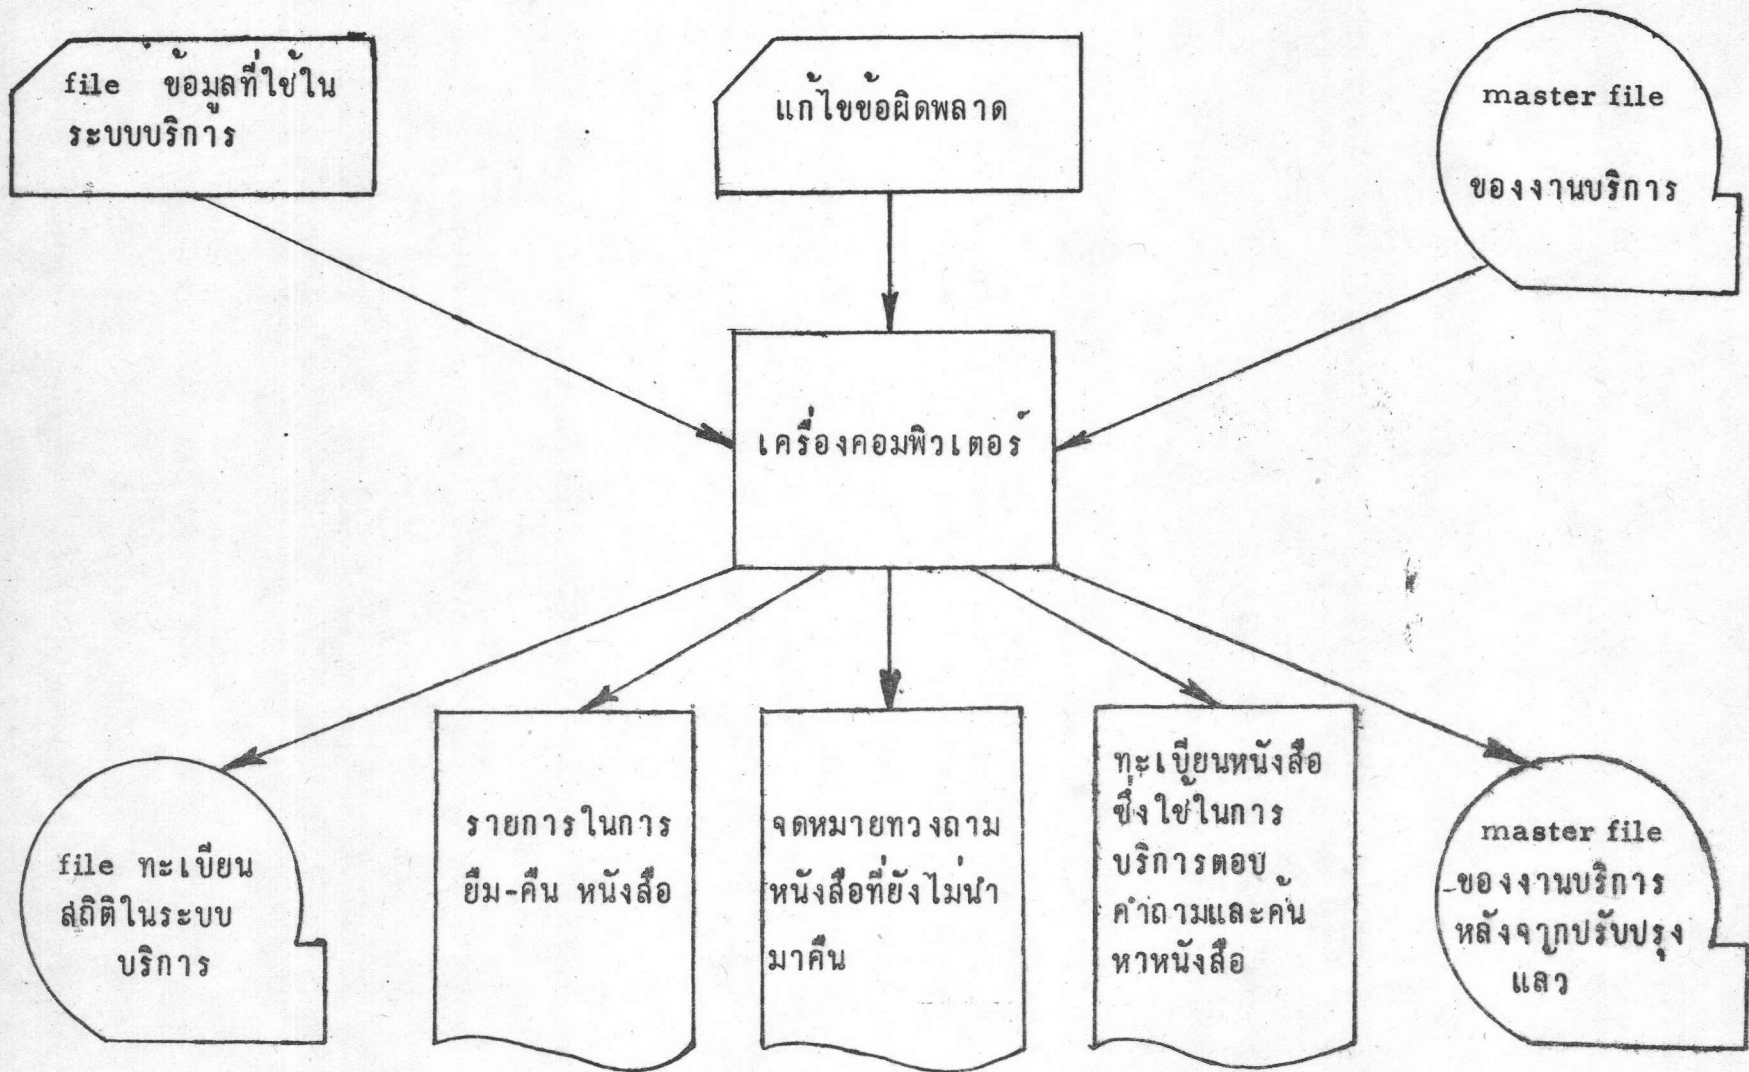 file ข้อมูลที่ใช้ใน
ระบบบริการ
แก้ไขข้อผิดพลาด
master file
ของงานบริการ
เครื่องคอมพิวเตอร์
file ทะเบียน
สถิติในระบบ
บริการ
รายการในการ
ยืม-คืน หนังสือ
จดหมายทวงถาม
หนังสือที่ยังไม่นำ
มาคืน
ทะเบียนหนังสือ
ซึ่งใช้ในการ
บริการตอบ
คำถามและค้น
หาหนังสือ
master file
ของงานบริการ
หลังจากปรับปรุง
แล้ว